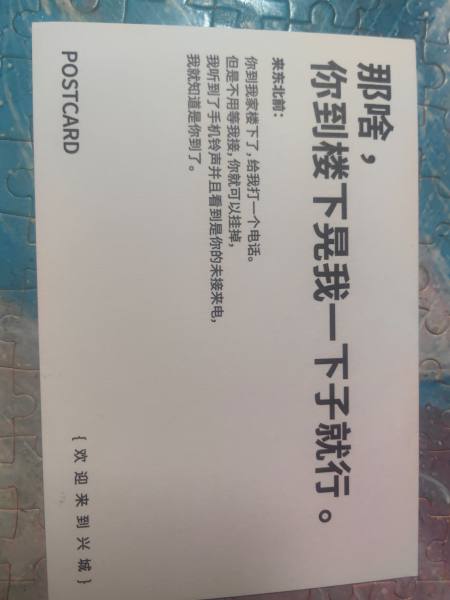 那啥，
你到楼下晃我一下子就行。
来东北前：
你到我家楼下了，给我打一个电话。
但是不用等我接，你就可以挂掉，
我听到了手机铃声并且看到是你的未接来电，
我就知道是你到了。
POSTCARD
{ 欢迎来到兴城 }